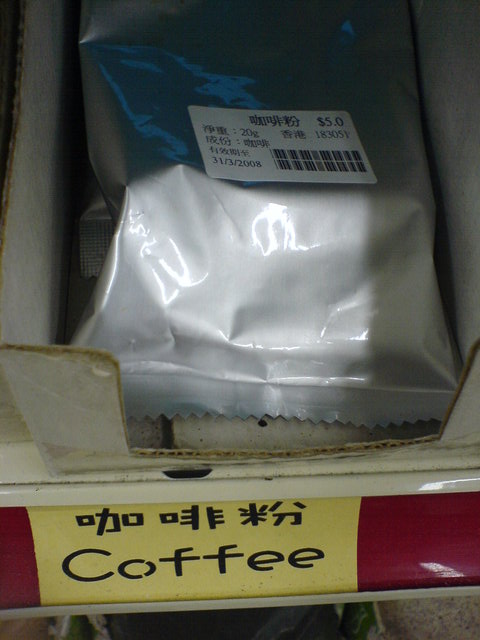 咖啡粉 $5.0
淨重：20g 香港 183051
成份：咖啡
有效期至
31/3/2008
咖啡粉
Coffee